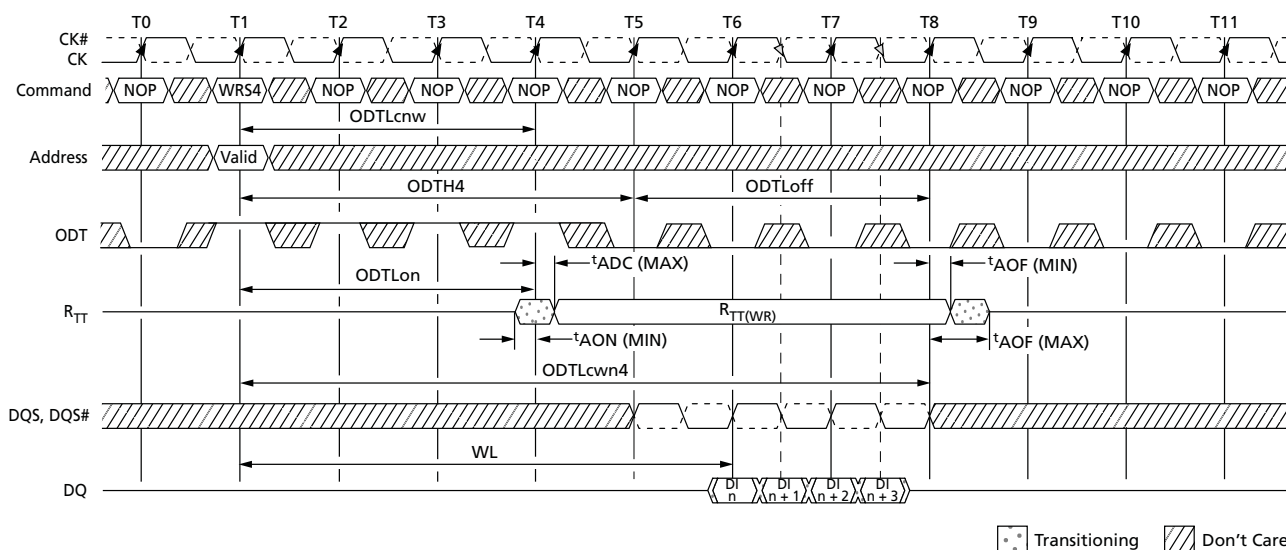 T0 T1 T2 T3 T4 T5 T6 T7 T8 T9 T10 T11
CK#
CK
Command NOP WRS4 NOP NOP NOP NOP NOP NOP NOP NOP NOP NOP
ODTLcnw
Address Valid
ODTH4 ODTLoff
ODT
tADC (MAX) tAOF (MIN)
ODTLon
RTT RTT(WR)
tAON (MIN) tAOF (MAX)
ODTLcwn4
DQS, DQS#
WL
DQ DI n DI n + 1 DI n + 2 DI n + 3
Transitioning Don't Care